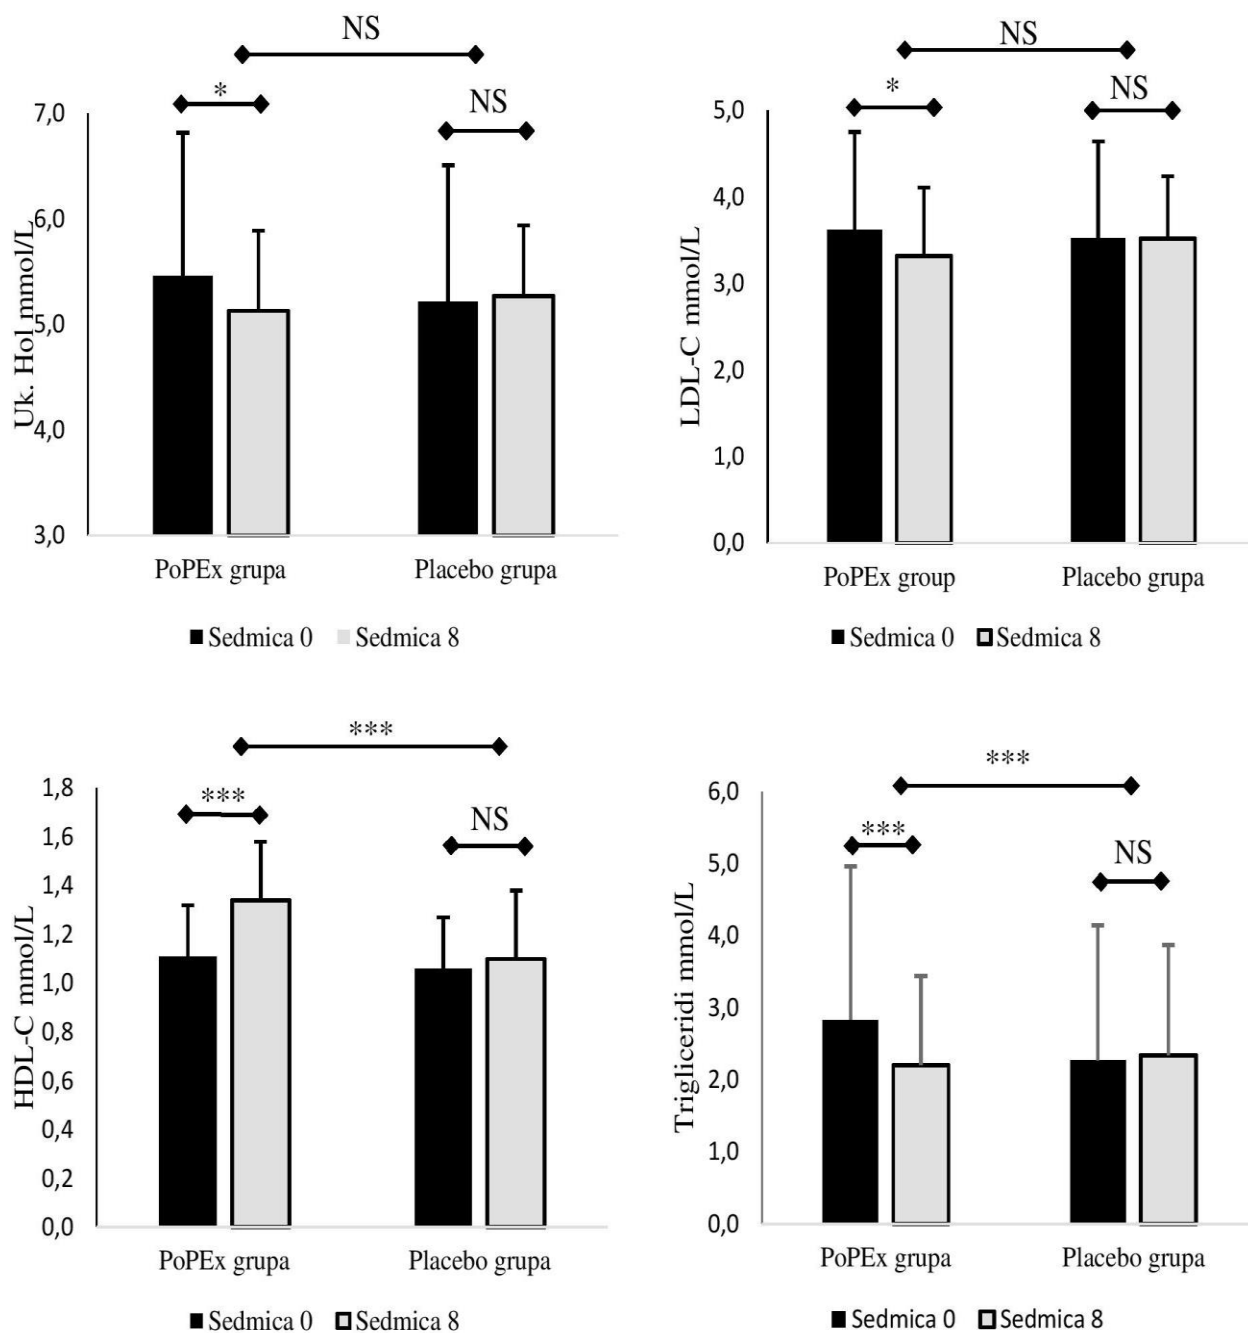 NS
*
NS
7,0
6,0
5,0
4,0
3,0
Uk. Hol mmol/L
PoPEx grupa
Placebo grupa
Sedmica 0
Sedmica 8
NS
*
NS
5,0
4,0
3,0
2,0
1,0
0,0
LDL-C mmol/L
PoPEx group
Placebo grupa
Sedmica 0
Sedmica 8
***
***
NS
1,8
1,6
1,4
1,2
1,0
0,8
0,6
0,4
0,2
0,0
HDL-C mmol/L
PoPEx grupa
Placebo grupa
Sedmica 0
Sedmica 8
***
***
NS
6,0
5,0
4,0
3,0
2,0
1,0
0,0
Trigliceridi mmol/L
PoPEx grupa
Placebo grupa
Sedmica 0
Sedmica 8